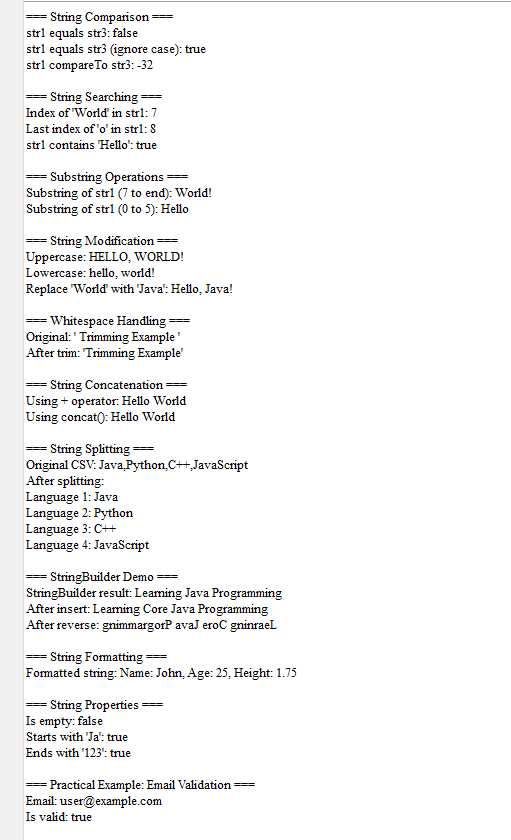 === String Comparison ===
str1 equals str3: false
str1 equals str3 (ignore case): true
str1 compareTo str3: -32
=== String Searching ===
Index of 'World' in str1: 7
Last index of 'o' in str1: 8
str1 contains 'Hello': true
=== Substring Operations ===
Substring of str1 (7 to end): World!
Substring of str1 (0 to 5): Hello
=== String Modification ===
Uppercase: HELLO, WORLD!
Lowercase: hello, world!
Replace 'World' with 'Java': Hello, Java!
=== Whitespace Handling ===
Original: ' Trimming Example '
After trim: 'Trimming Example'
=== String Concatenation ===
Using + operator: Hello World
Using concat(): Hello World
=== String Splitting ===
Original CSV: Java,Python,C++,JavaScript
After splitting:
Language 1: Java
Language 2: Python
Language 3: C++
Language 4: JavaScript
=== StringBuilder Demo ===
StringBuilder result: Learning Java Programming
After insert: Learning Core Java Programming
After reverse: gnimmargorP avaJ eroC gninraeL
=== String Formatting ===
Formatted string: Name: John, Age: 25, Height: 1.75
=== String Properties ===
Is empty: false
Starts with 'Ja': true
Ends with '123': true
=== Practical Example: Email Validation ===
Email: user@example.com
Is valid: true